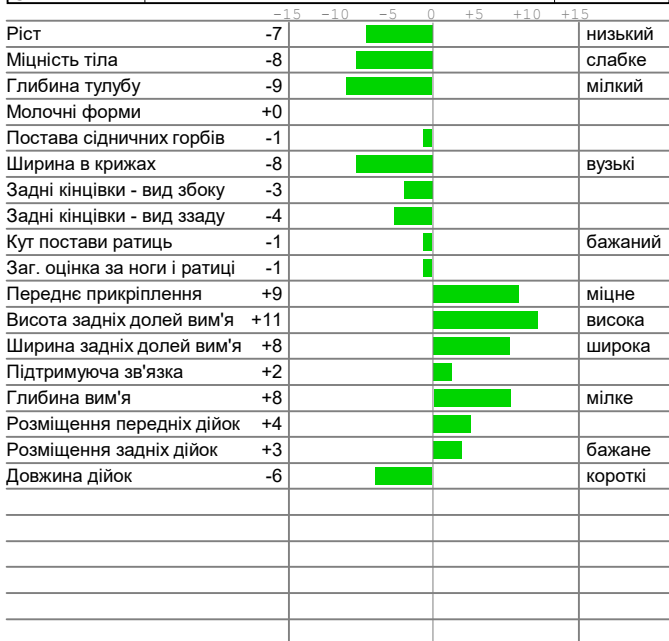 -15 -10 -5 0 +5 +10 +15
Ріст -7 низький
Міцність тіла -8 слабке
Глибина тулубу -9 мілкий
Молочні форми +0
Постава сідничних горбів -1
Ширина в крижах -8 вузькі
Задні кінцівки - вид збоку -3
Задні кінцівки - вид ззаду -4
Кут постави ратиць -1 бажаний
Заг. оцінка за ноги і ратиці -1
Переднє прикріплення +9 міцне
Висота задніх долей вим'я +11 висока
Ширина задніх долей вим'я +8 широка
Підтримуюча зв'язка +2
Глибина вим'я +8 мілке
Розміщення передніх дійок +4
Розміщення задніх дійок +3 бажане
Довжина дійок -6 короткі